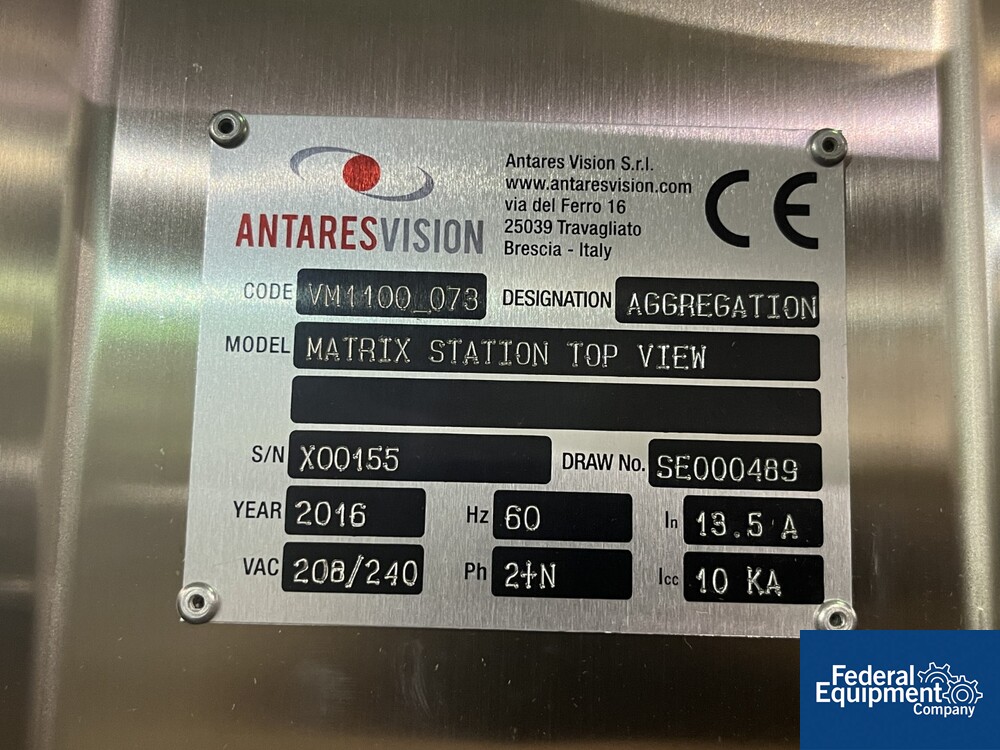 ANTARESVISION
Antares Vision S.r.l.
www.antaresvision.com
via del Ferro 16
25039 Travagliato
Brescia - Italy
CE
CODE VM1100_073 DESIGNATION AGGREGATION
MODEL MATRIX STATION TOP VIEW
S/N X00155 DRAW No. SE000489
YEAR 2016 Hz 60 In 13.5 A
VAC 208/240 Ph 2+N Icc 10 KA
Federal
Equipment
Company